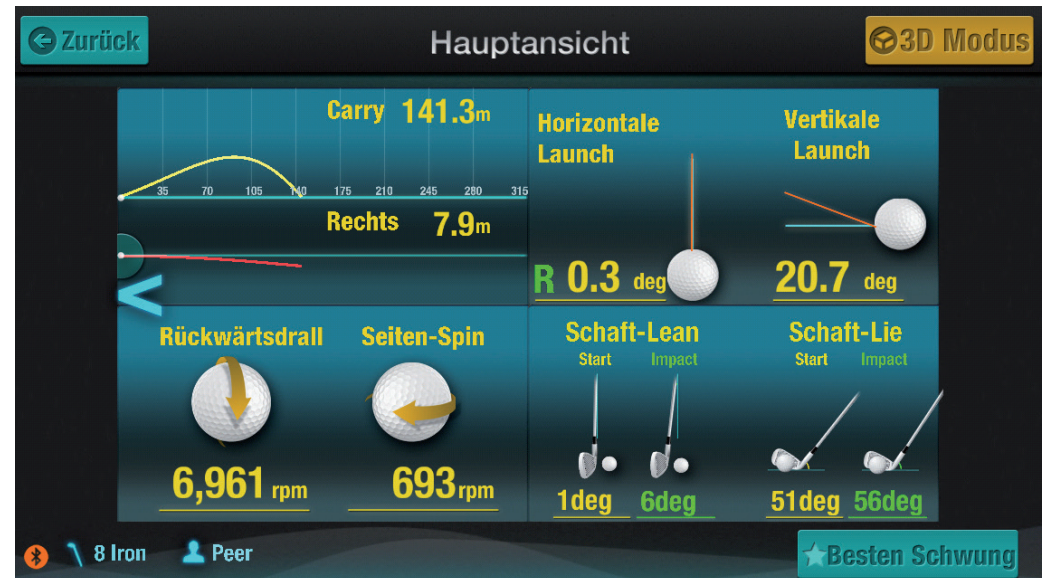 Zurück
Hauptansicht
3D Modus
Carry 141.3m
35 70 105 140 175 210 245 280 315
Rechts 7.9m
Horizontale
Launch
R 0.3 deg
Vertikale
Launch
20.7 deg
Rückwärtsdrall
6,961 rpm
Seiten-Spin
693rpm
Schaft-Lean
Start Impact
1deg 6deg
Schaft-Lie
Start Impact
51deg 56deg
8 Iron
Peer
Besten Schwung